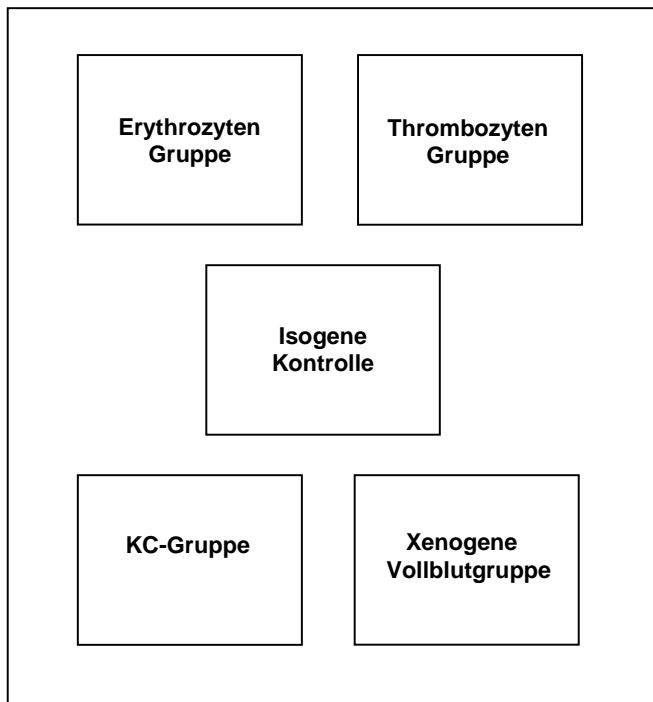 Erythrozyten
Gruppe
Thrombozyten
Gruppe
Isogene
Kontrolle
KC-Gruppe
Xenogene
Vollblutgruppe